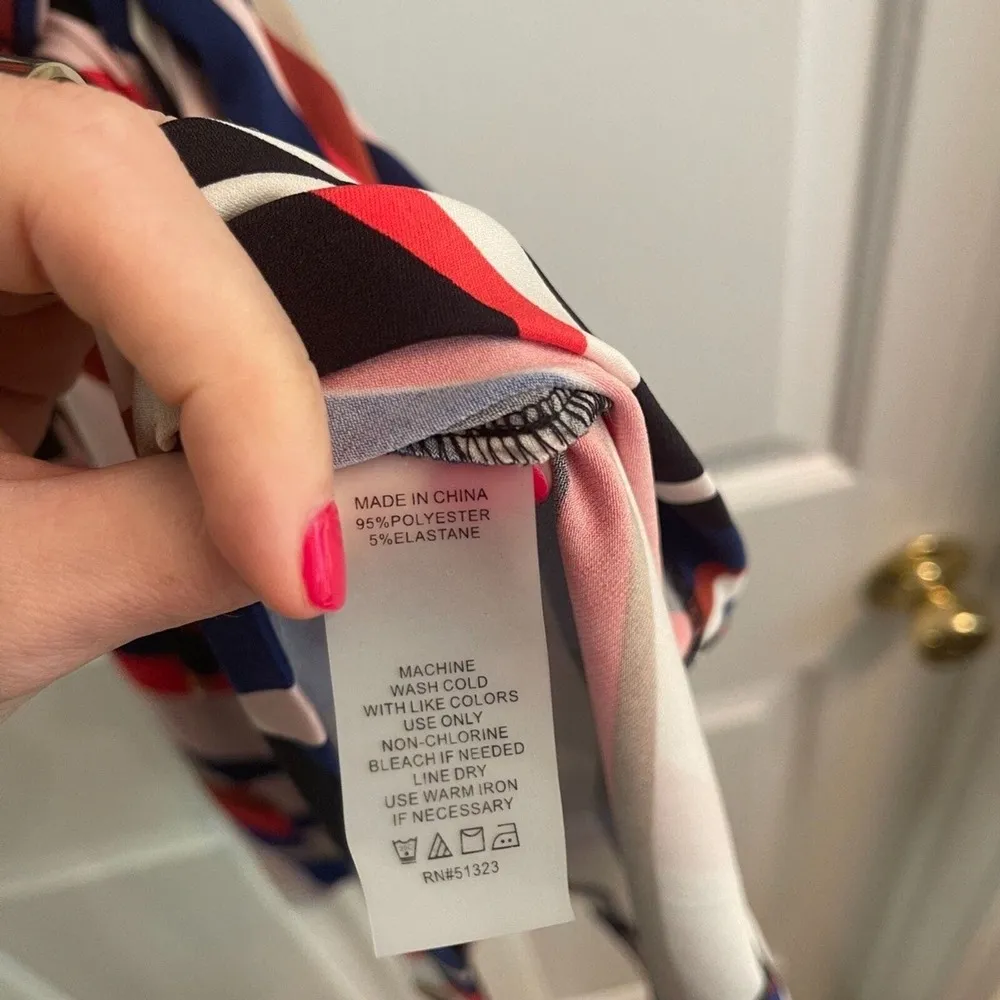 MADE IN CHINA
95%POLYESTER
5%ELASTANE
MACHINE
WASH COLD
WITH LIKE COLORS
USE ONLY
NON-CHLORINE
BLEACH IF NEEDED
LINE DRY
USE WARM IRON
IF NECESSARY
RN#51323